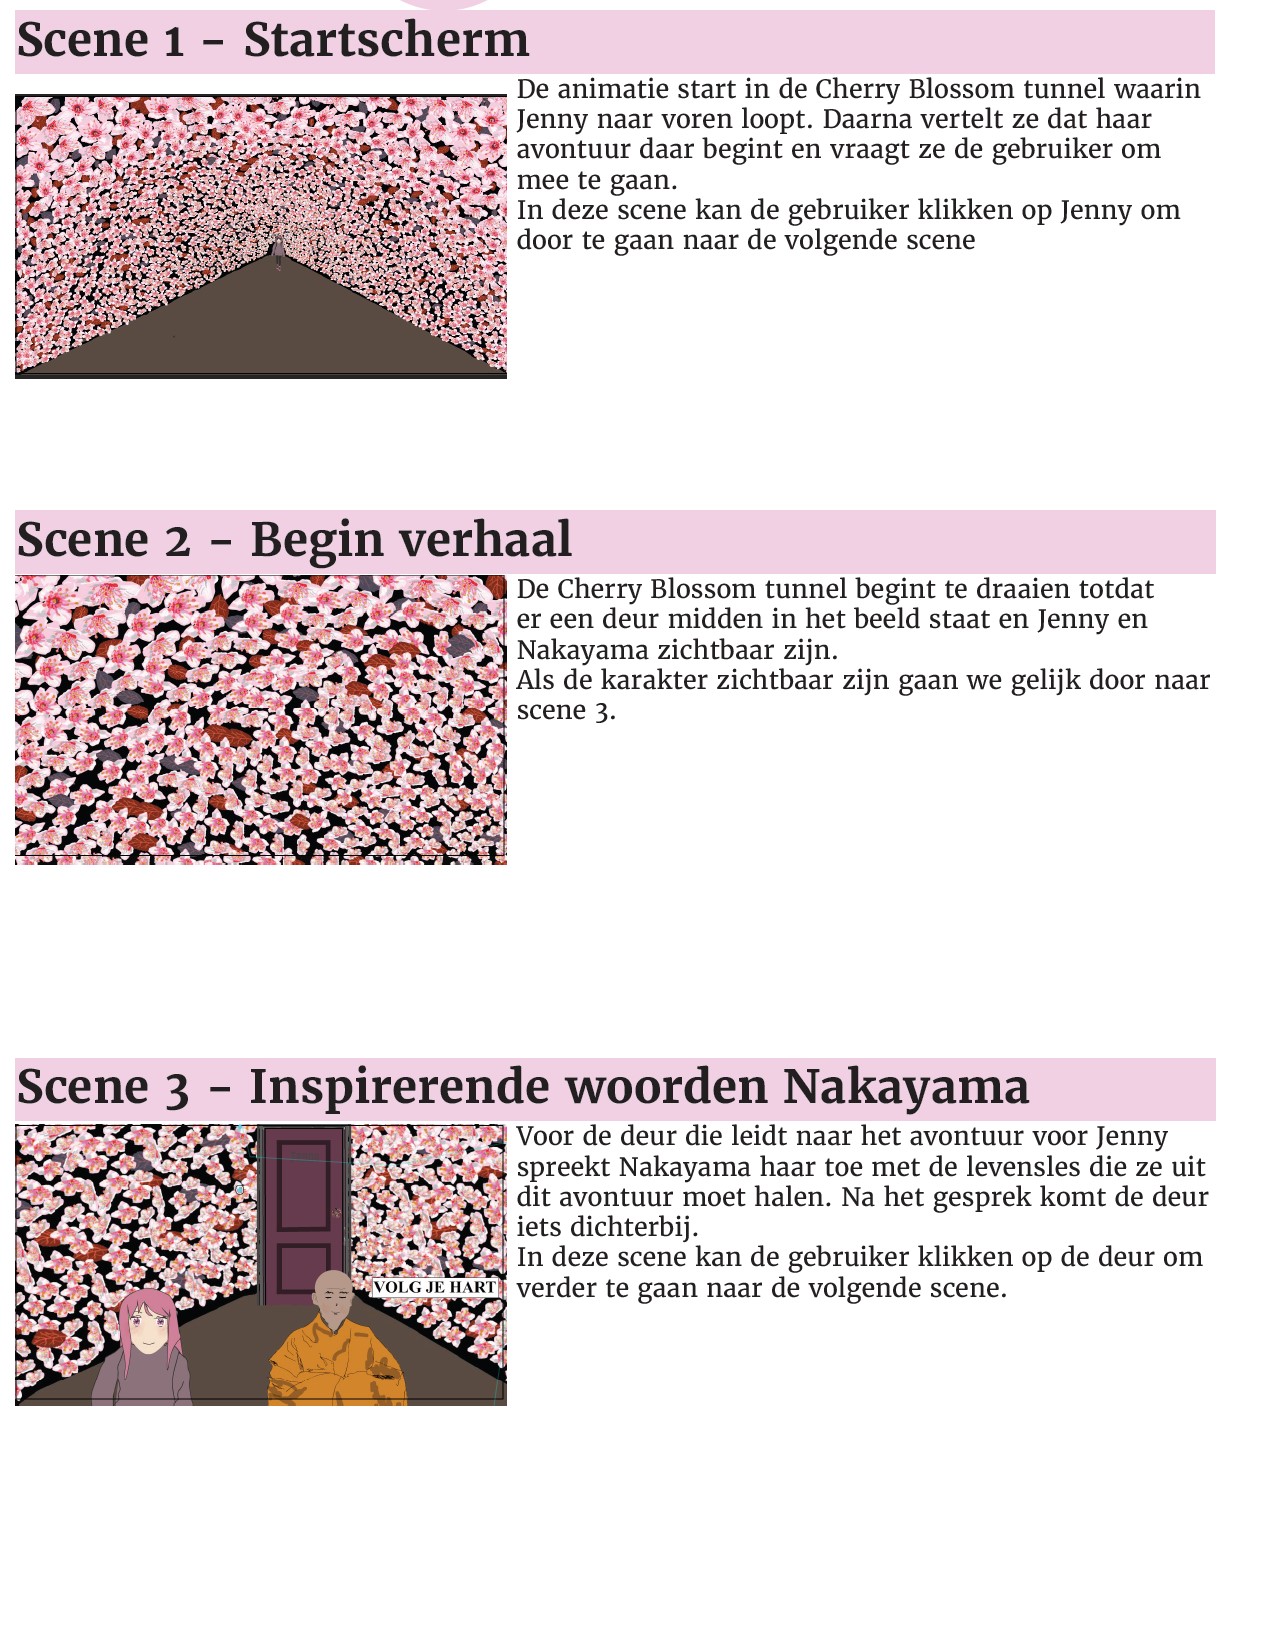 Scene 1 - Startscherm
De animatie start in de Cherry Blossom tunnel waarin
Jenny naar voren loopt. Daarna vertelt ze dat haar
avontuur daar begint en vraagt ze de gebruiker om
mee te gaan.
In deze scene kan de gebruiker klikken op Jenny om
door te gaan naar de volgende scene
Scene 2 - Begin verhaal
De Cherry Blossom tunnel begint te draaien totdat
er een deur midden in het beeld staat en Jenny en
Nakayama zichtbaar zijn.
Als de karakter zichtbaar zijn gaan we gelijk door naar
scene 3.
Scene 3 - Inspirerende woorden Nakayama
Voor de deur die leidt naar het avontuur voor Jenny
spreekt Nakayama haar toe met de levensles die ze uit
dit avontuur moet halen. Na het gesprek komt de deur
iets dichterbij.
In deze scene kan de gebruiker klikken op de deur om
verder te gaan naar de volgende scene.
VOLG JE HART